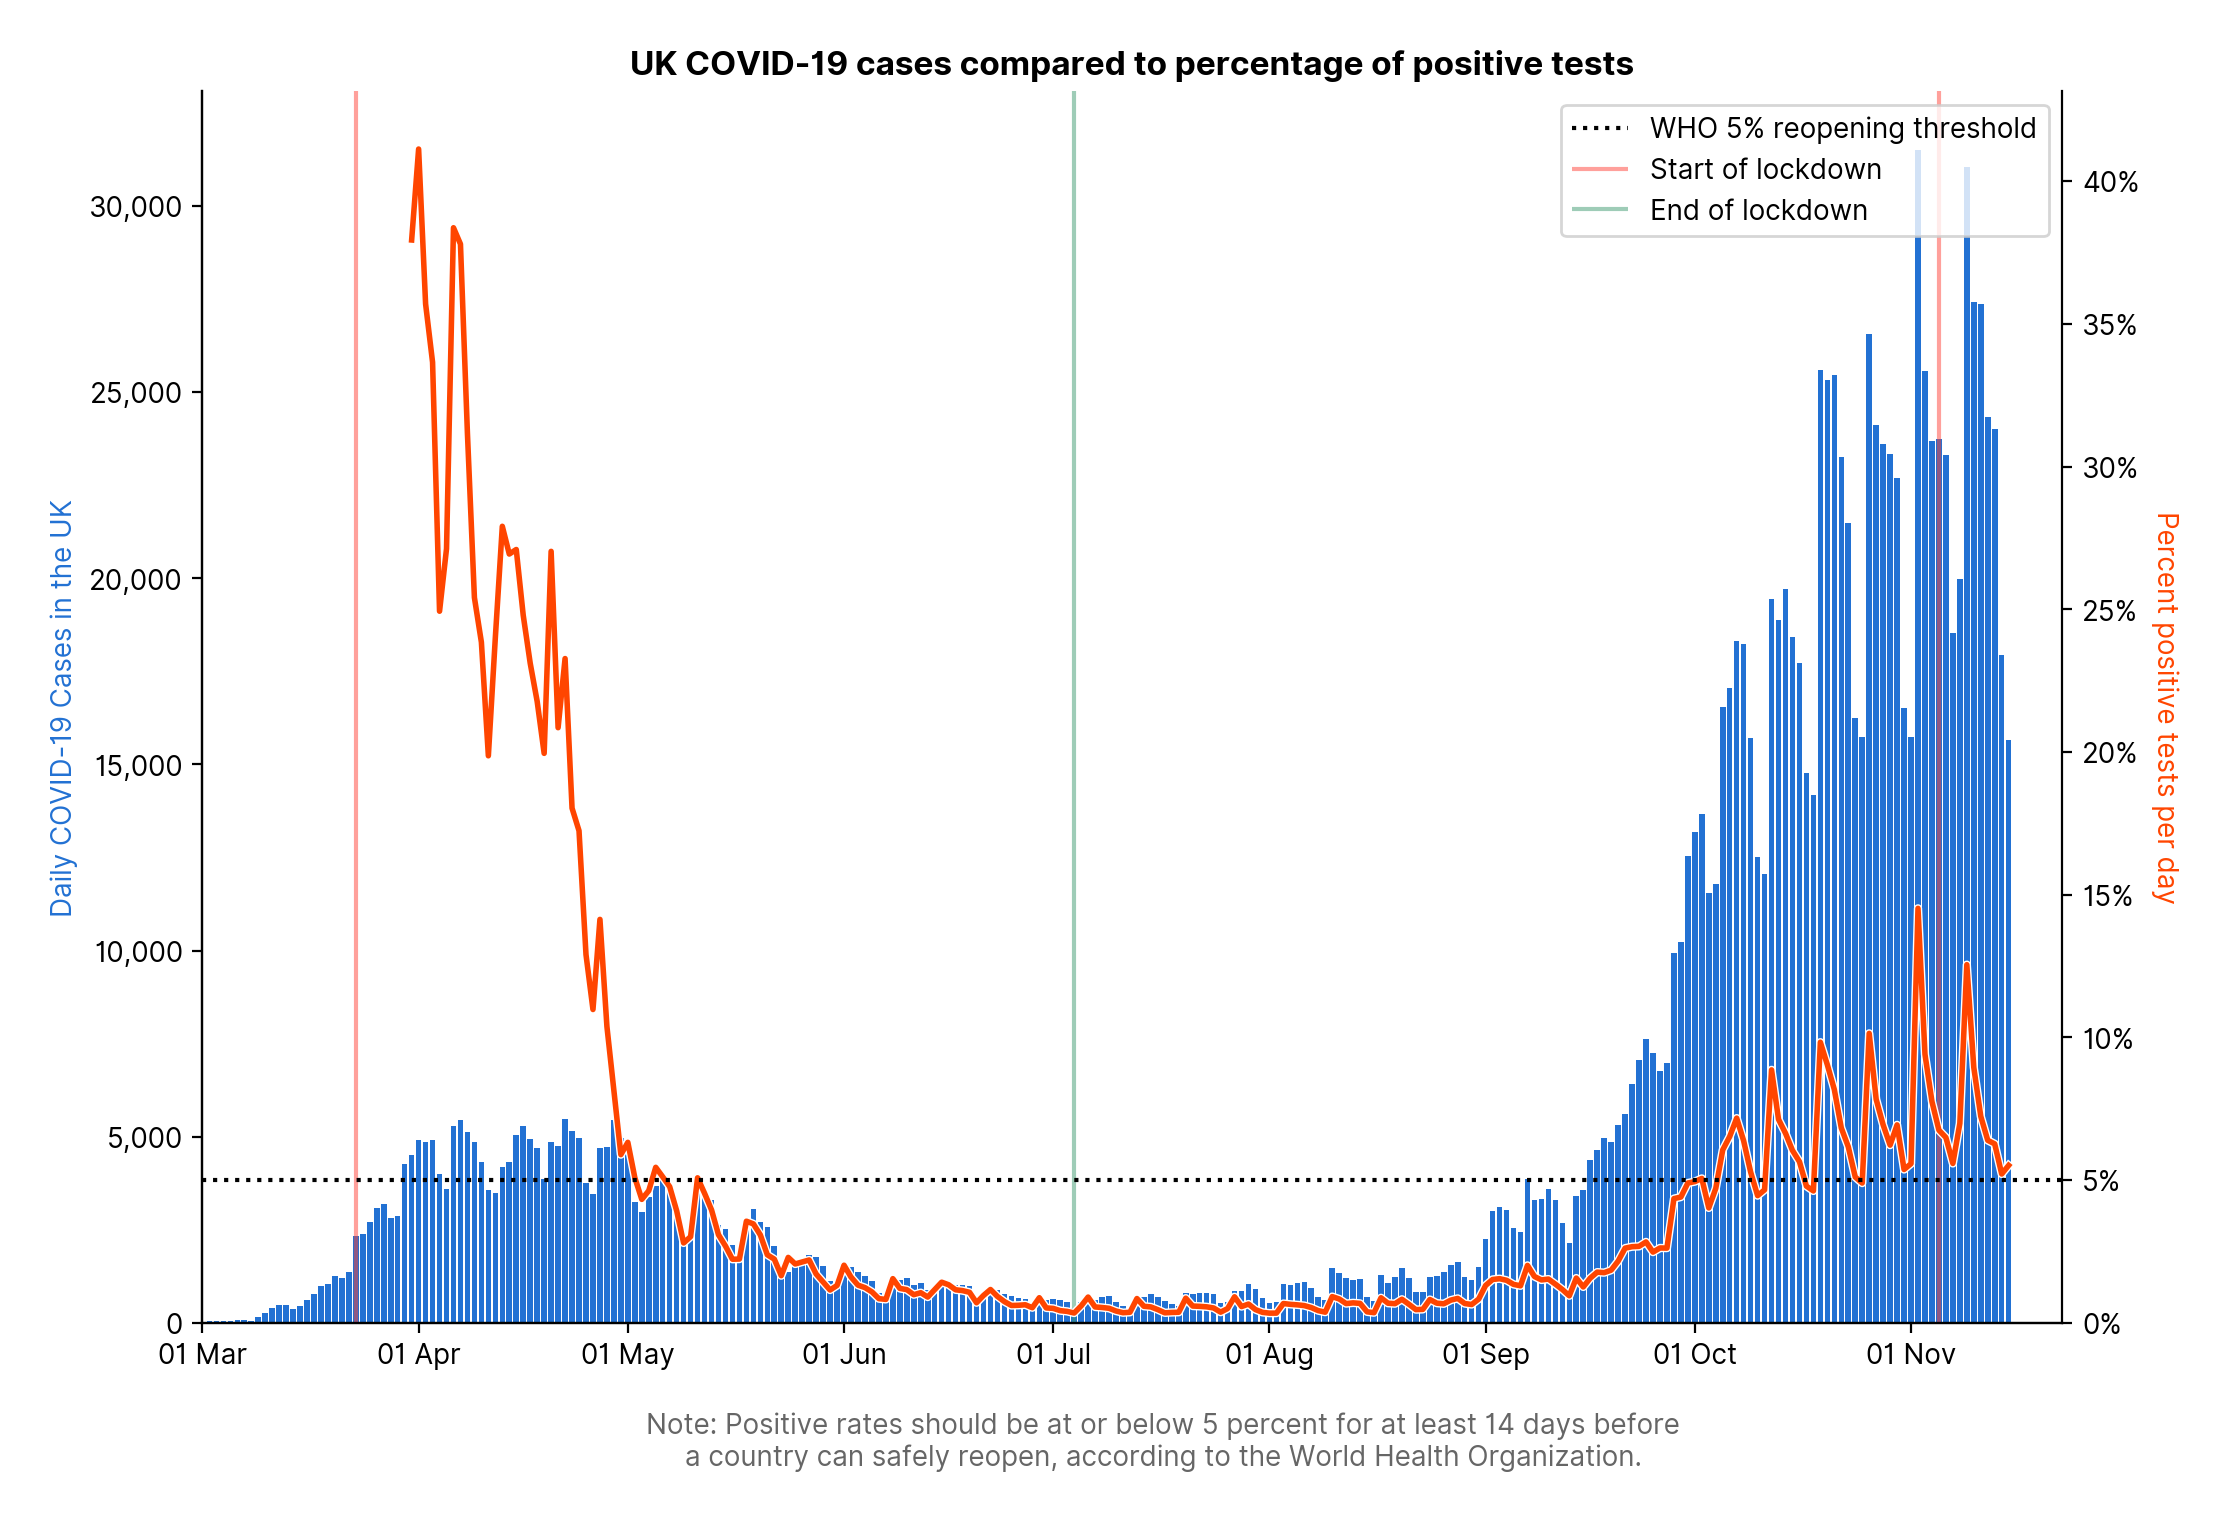 UK COVID-19 cases compared to percentage of positive tests
WHO 5% reopening threshold
Start of lockdown
End of lockdown
Daily COVID-19 Cases in the UK
30,000
25,000
20,000
15,000
10,000
5,000
0
40%
35%
30%
25%
20%
15%
10%
5%
0%
Percent positive tests per day
01 Mar
01 Apr
01 May
01 Jun
01 Jul
01 Aug
01 Sep
01 Oct
01 Nov
Note: Positive rates should be at or below 5 percent for at least 14 days before
a country can safely reopen, according to the World Health Organization.